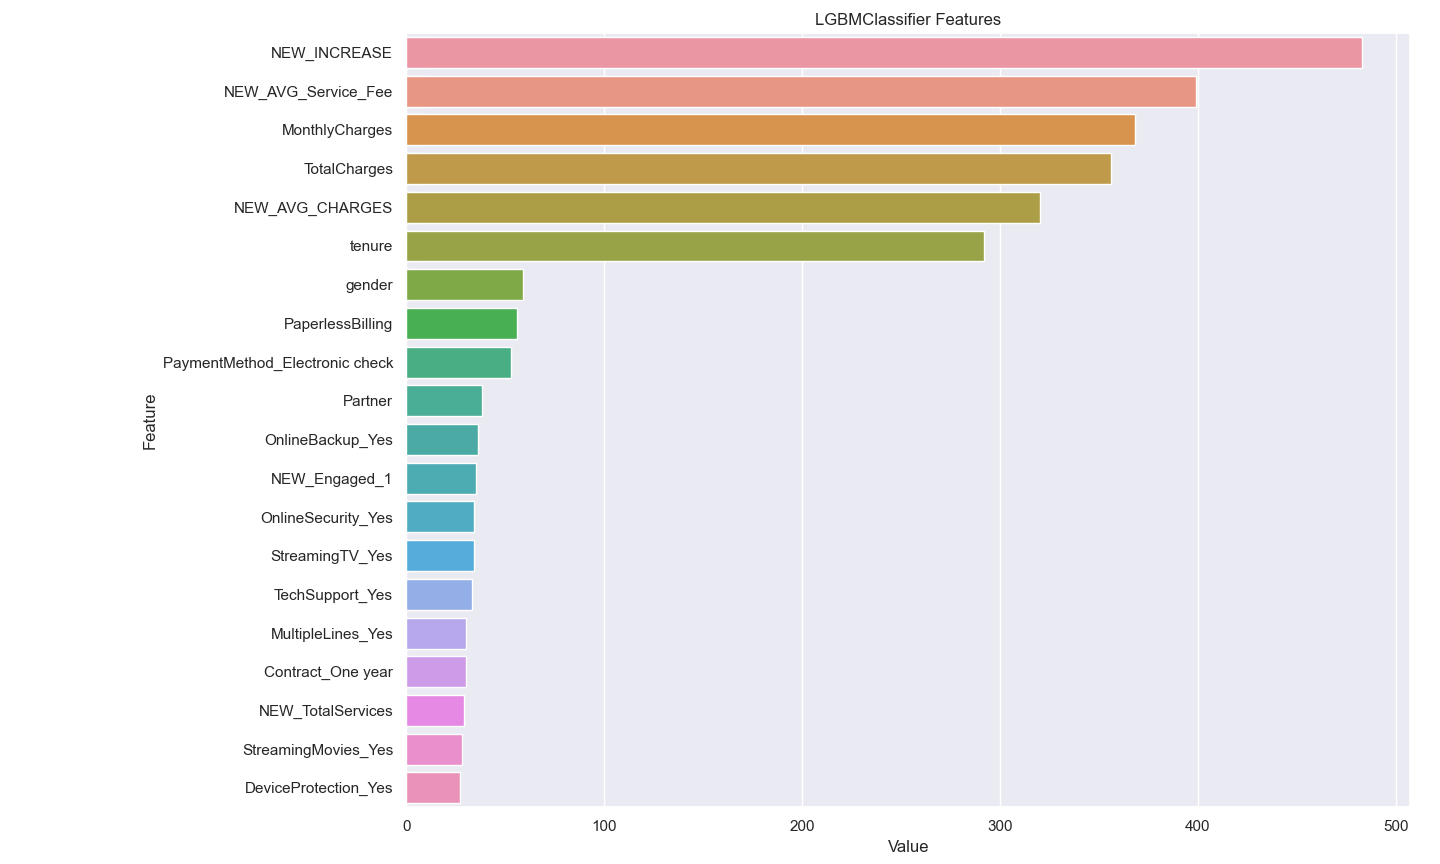 LGBMClassifier Features
NEW_INCREASE
NEW_AVG_Service_Fee
MonthlyCharges
TotalCharges
NEW_AVG_CHARGES
tenure
gender
PaperlessBilling
PaymentMethod_Electronic check
Partner
OnlineBackup_Yes
NEW_Engaged_1
OnlineSecurity_Yes
StreamingTV_Yes
TechSupport_Yes
MultipleLines_Yes
Contract_One year
NEW_TotalServices
StreamingMovies_Yes
DeviceProtection_Yes
Feature
0 100 200 300 400 500
Value